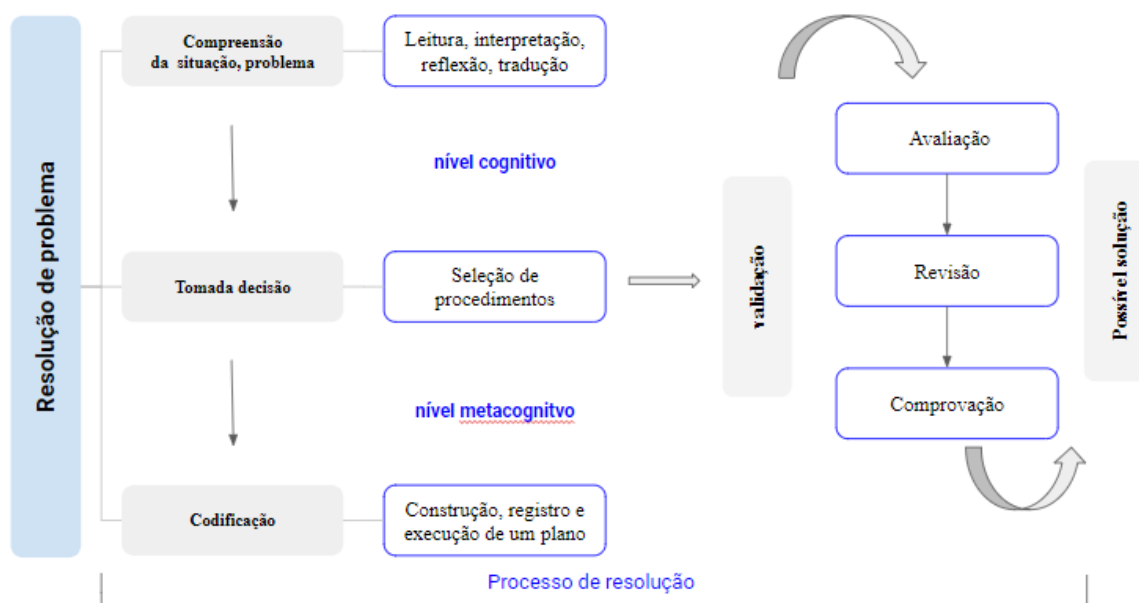 Resolução de problema
Compreensão
da situação, problema
Leitura, interpretação,
reflexão, tradução
nível cognitivo
Tomada decisão
Seleção de
procedimentos
nível metacognitvo
Codificação
Construção, registro e
execução de um plano
validação
Avaliação
Revisão
Comprovação
Possível solução
Processo de resolução